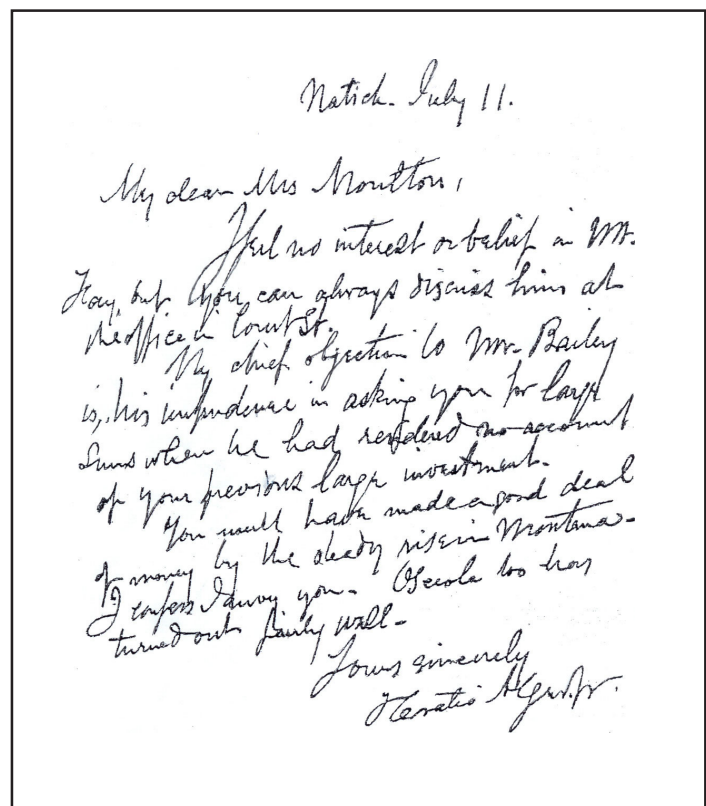 Natick. July 11.
My dear Mrs Moulton,
I feel no interest or belief in Mr.
Fay, but you can always discuss him at
the office in Court St.
My chief objection to Mr. Bailey
is, his impudence in asking you for large
sums when he had rendered no account
of your previous large investment.
You must have made a good deal
of money by the steady rise in Montana.
I confess I envy you. Osceola too has
turned out fairly well.
Yours sincerely
Horatio Alger, Jr.